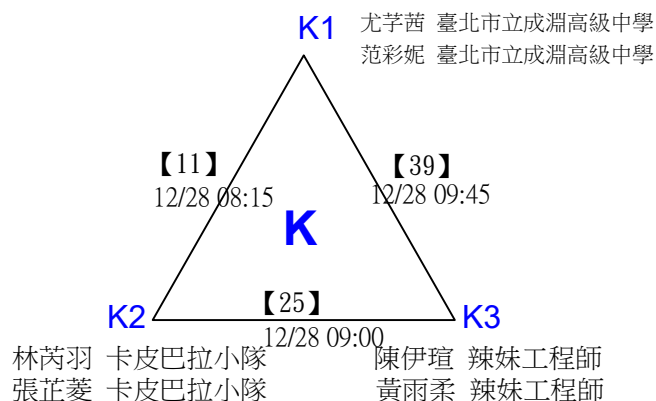 K1
尤芓茜 臺北市立成淵高級中學
范彩妮 臺北市立成淵高級中學
【11】
12/28 08:15
【39】
12/28 09:45
K
【25】
12/28 09:00
K2
K3
林芮羽 卡皮巴拉小隊
張芷菱 卡皮巴拉小隊
陳伊瑄 辣妹工程師
黃雨柔 辣妹工程師